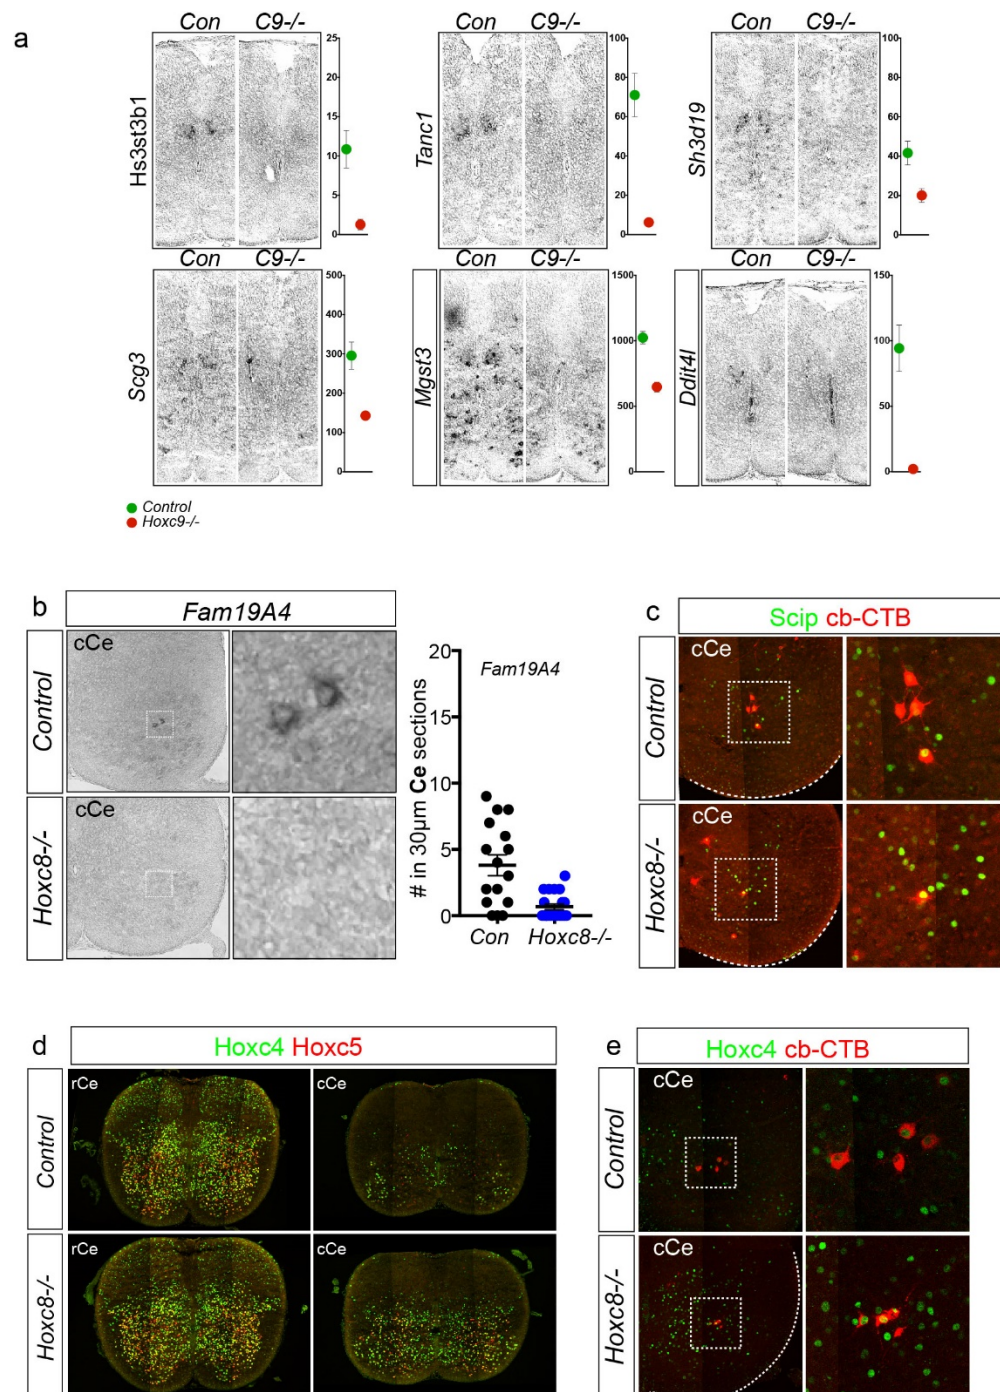 a
Con C9-/-
Con C9-/-
Con C9-/-
Hs3st3b1
25
20
15
10
5
0
Tanc1
100
80
60
40
20
0
Sh3d19
100
80
60
40
20
0
Con C9-/-
Con C9-/-
Con C9-/-
Scg3
500
400
300
200
100
0
Mgst3
1500
1000
500
0
Ddit4l
150
100
50
0
Control
Hoxc9-/-
b
Fam19A4
Control
cCe
Hoxc8-/-
cCe
# in 30µm Ce sections
20
15
10
5
0
Fam19A4
Con Hoxc8-/-
c
Scip cb-CTB
Control
cCe
Hoxc8-/-
cCe
d
Hoxc4 Hoxc5
Control
rCe
cCe
Hoxc8-/-
rCe
cCe
e
Hoxc4 cb-CTB
Control
cCe
Hoxc8-/-
cCe